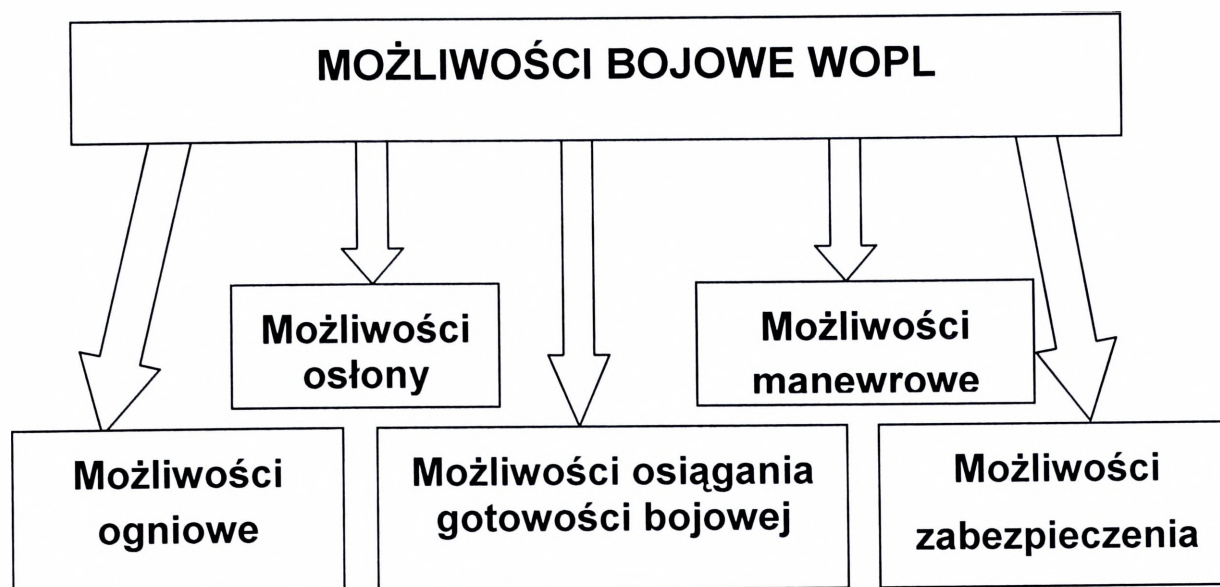 MOŻLIWOŚCI BOJOWE WOPL
Możliwości
osłony
Możliwości
manewrowe
Możliwości
ogniowe
Możliwości osiągania
gotowości bojowej
Możliwości
zabezpieczenia